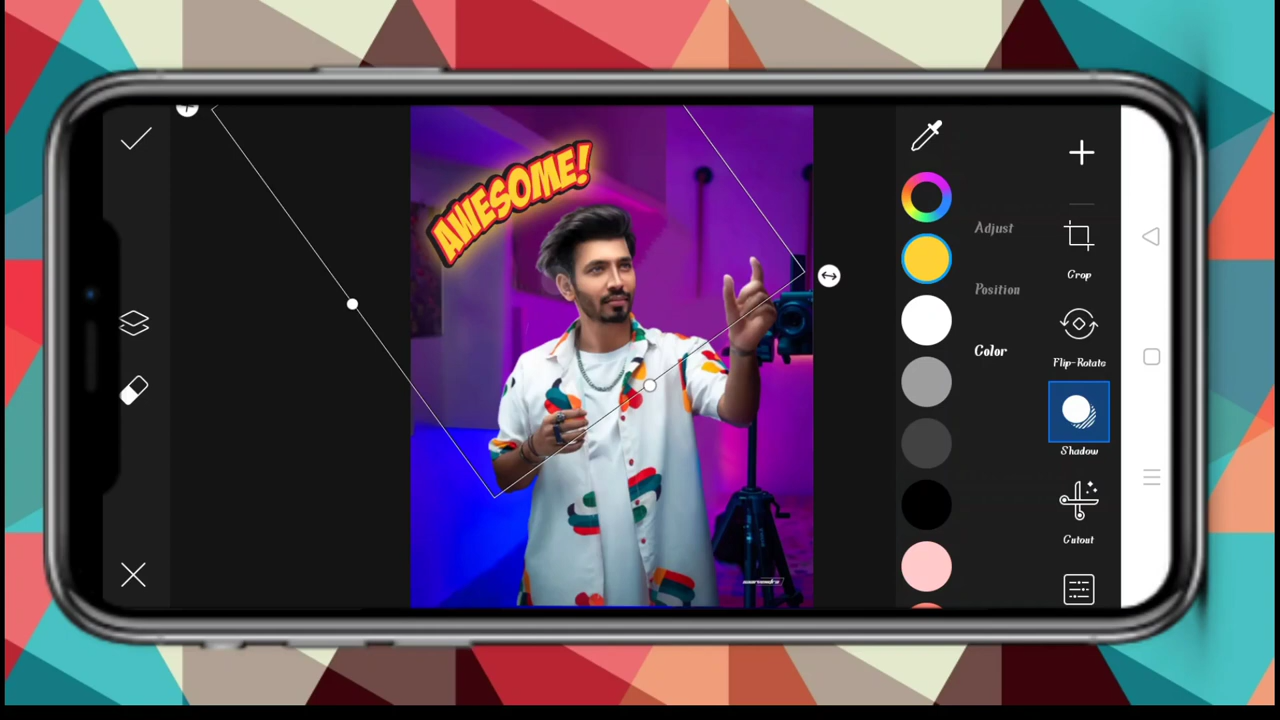 AWESOME!
Adjust
Position
Color
Crop
Flip-Rotate
Shadow
Cutout